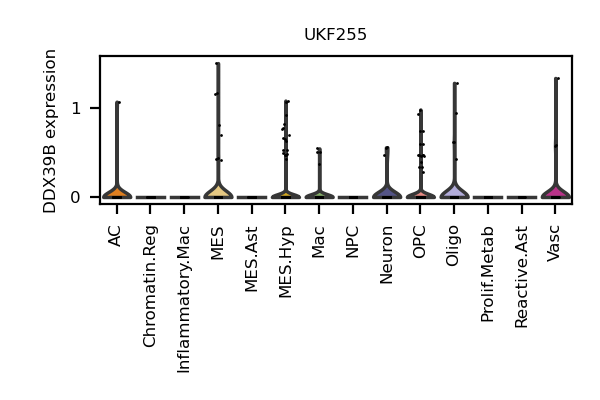 UKF255
DDX39B expression
1
0
AC
Chromatin.Reg
Inflammatory.Mac
MES
MES.Ast
MES.Hyp
Mac
NPC
Neuron
OPC
Oligo
Prolif.Metab
Reactive.Ast
Vasc